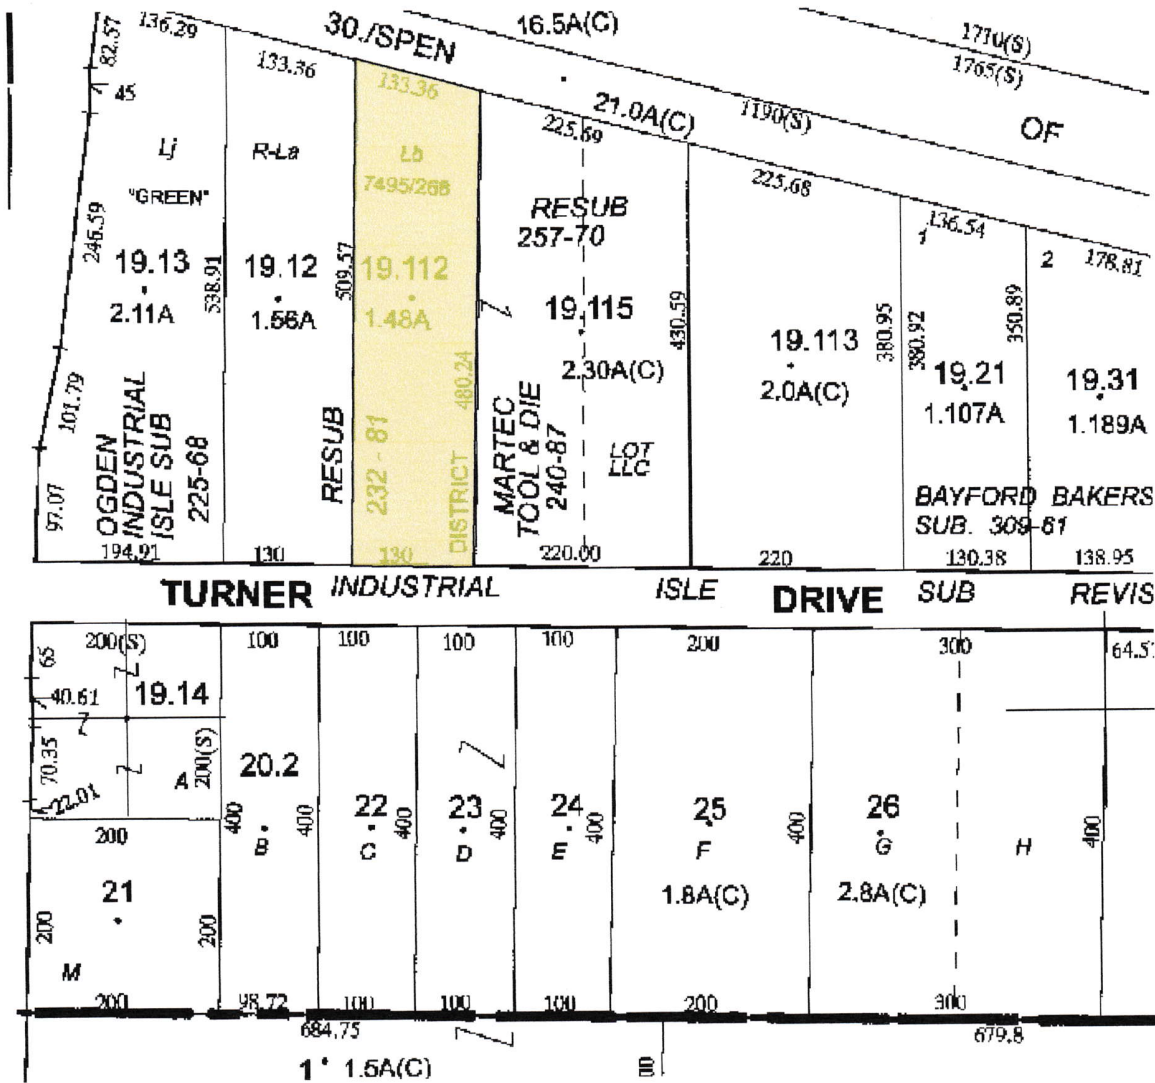 82.57
136.29
30./SPEN
16.5A(C)
1710(S)
1765(S)
45
133.36
133.36
21.0A(C)
1190(S)
OF
225.69
Lj
R-La
Lb
7495/266
"GREEN"
RESUB
257-70
225.68
136.54
178.81
1
2
246.59
19.13
2.11A
538.91
19.12
1.56A
509.57
19.112
1.48A
19.115
2.30A(C)
430.59
19.113
2.0A(C)
380.95
380.92
350.89
19.21
1.107A
19.31
1.189A
101.79
97.07
OGDEN
INDUSTRIAL
ISLE SUB
225-68
RESUB
232 - 81
DISTRICT
480.24
MARTEC
TOOL & DIE
240-87
LOT
LLC
BAYFORD BAKERS
SUB. 309-61
194.91
130
130
220.00
220
130.38
138.95
TURNER INDUSTRIAL ISLE DRIVE SUB REVIS
200(S)
100
100
100
100
200
300
64.5
65
40.61
19.14
70.35
22.01
A
200(S)
20.2
200
400
B
400
22
C
400
23
D
400
24
E
400
25
F
1.8A(C)
400
26
G
2.8A(C)
H
400
21
200
200
M
200
98.72
100
100
100
200
300
684.75
679.8
1
1.5A(C)